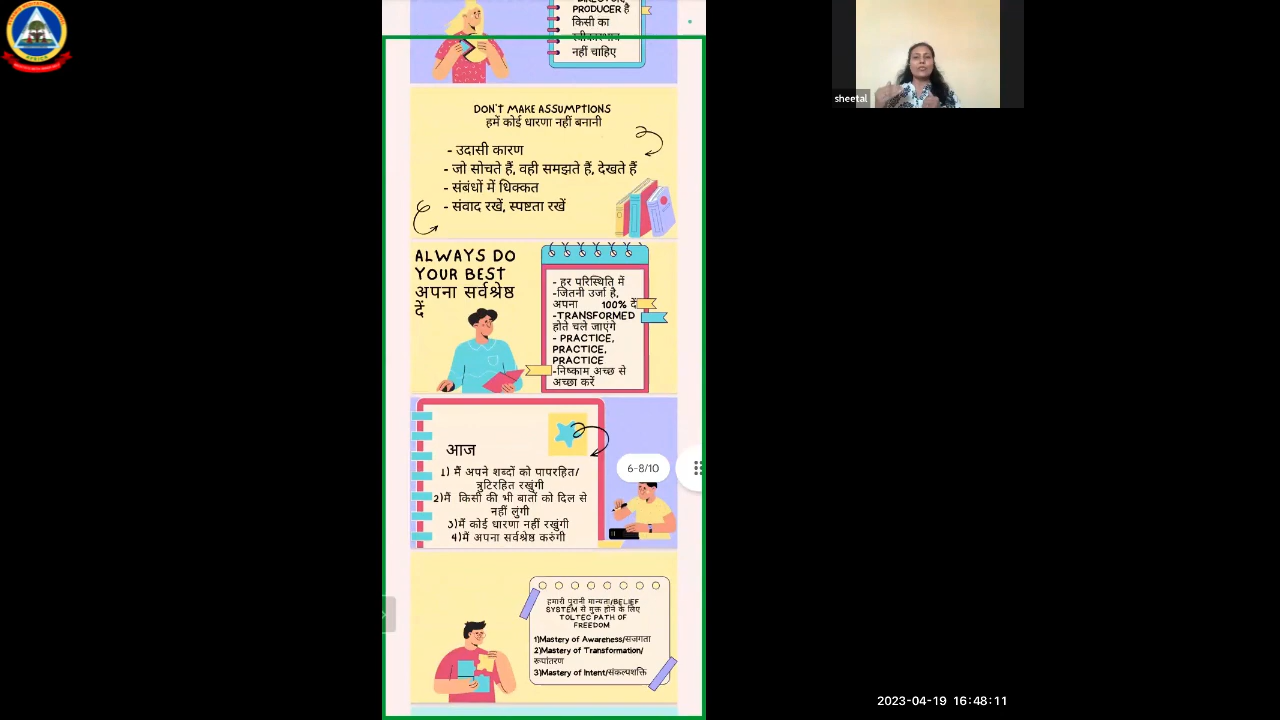 PRODUCER है
किसी का
स्वीकारभाव
नहीं चाहिए
DON'T MAKE ASSUMPTIONS
हमें कोई धारणा नहीं बनानी
- उदासी कारण
- जो सोचते हैं, वही समझते हैं, देखते हैं
- संबंधों में धिक्कत
- संवाद रखें, स्पष्टता रखें
ALWAYS DO
YOUR BEST
अपना सर्वश्रेष्ठ
दें
- हर परिस्थिति में
-जितनी उर्जा है,
अपना 100% दें
-TRANSFORMED
होते चले जाएंगे
- PRACTICE,
PRACTICE,
PRACTICE
-निष्काम अच्छ से
अच्छा करें
आज
1) मैं अपने शब्दों को पापरहित/
त्रुटिरहित रखुंगी
2)मैं किसी की भी बातों को दिल से
नहीं लुंगी
3)मैं कोई धारणा नहीं रखुंगी
4)मैं अपना सर्वश्रेष्ठ करुंगी
6-8/10
हमारी पुरानी मान्यता/BELIEF
SYSTEM से मुक्त होने के लिए
TOLTEC PATH OF
FREEDOM
1)Mastery of Awareness/सजगता
2)Mastery of Transformation/
रूपांतरण
3)Mastery of Intent/संकल्पशक्ति
sheetal
2023-04-19 16:48:11